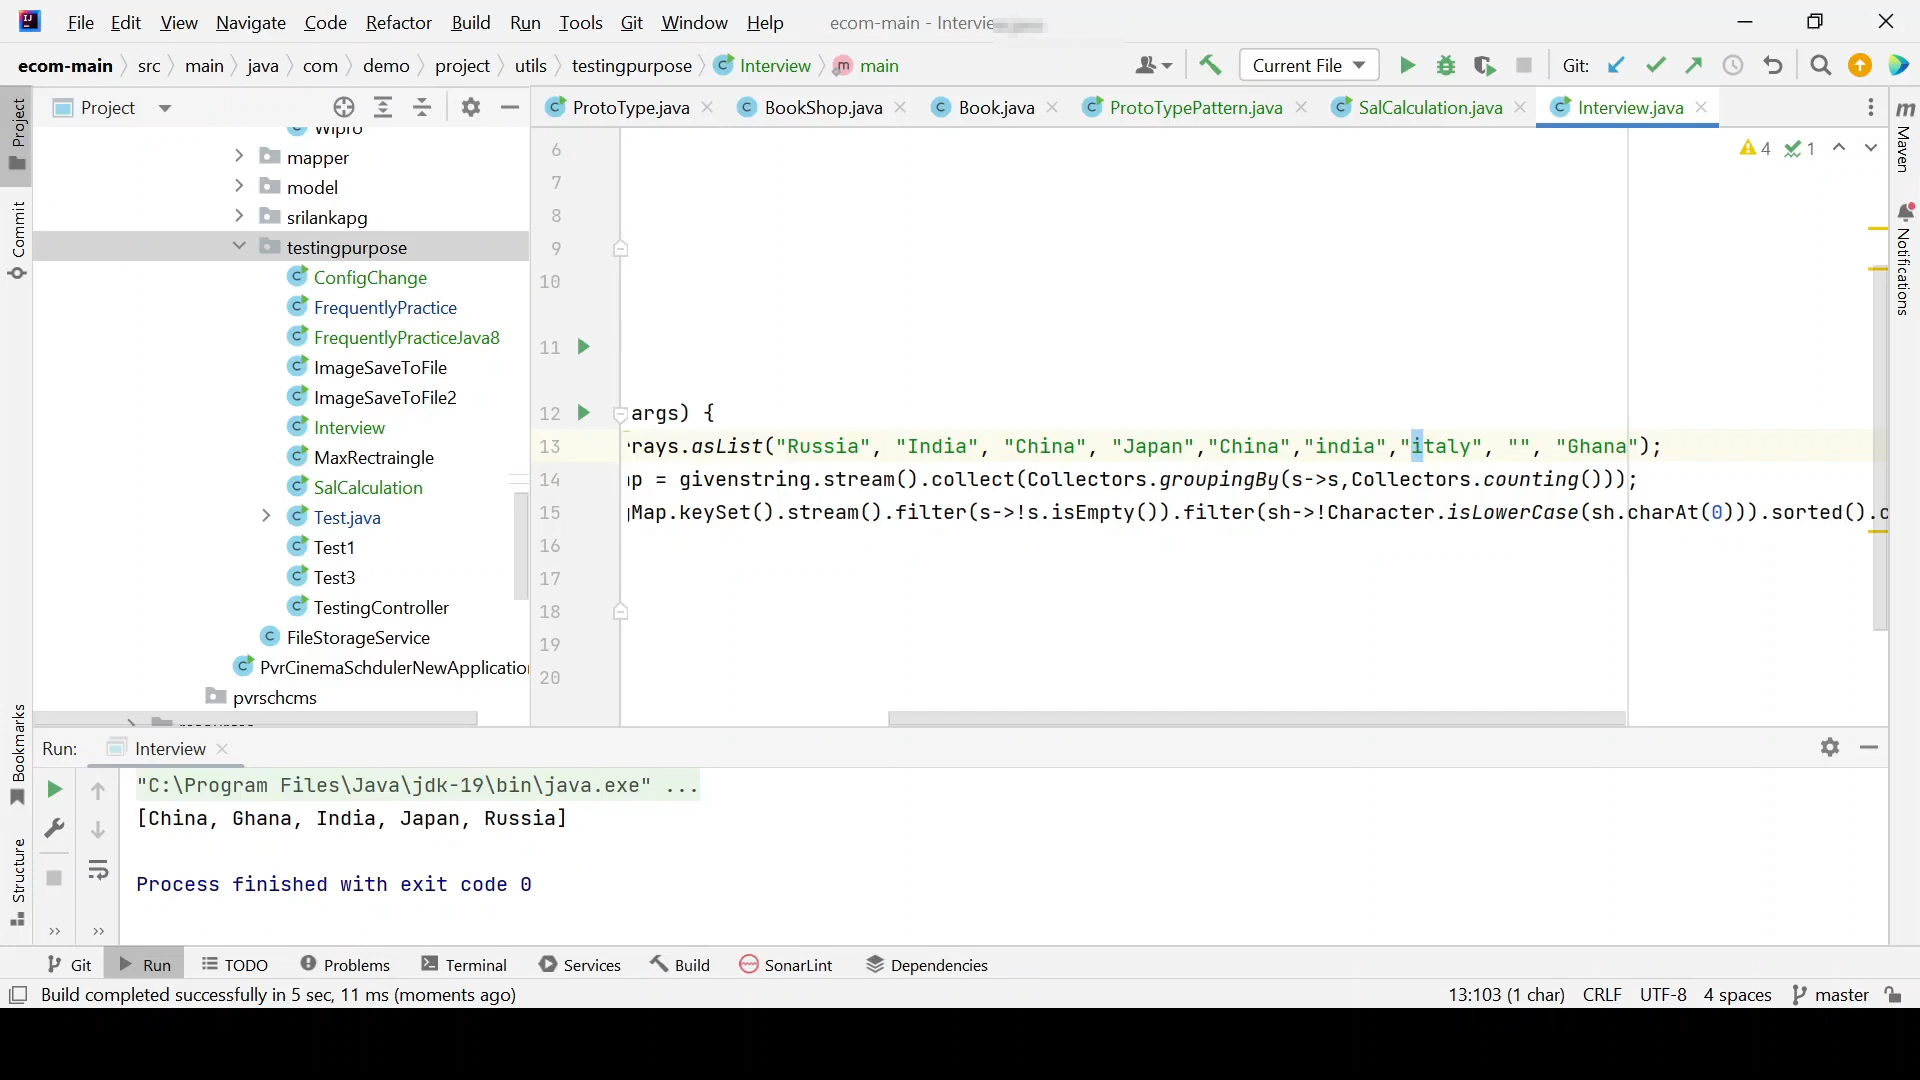 File Edit View Navigate Code Refactor Build Run Tools Git Window Help ecom-main - Intervie
ecom-main src main java com demo project utils testingpurpose Interview main Current File Git:
Project ProtoType.java BookShop.java Book.java ProtoTypePattern.java SalCalculation.java Interview.java
Project
Commit
Bookmarks
Structure
Wipro
mapper
model
srilankapg
testingpurpose
ConfigChange
FrequentlyPractice
FrequentlyPracticeJava8
ImageSaveToFile
ImageSaveToFile2
Interview
MaxRectraingle
SalCalculation
Test.java
Test1
Test3
TestingController
FileStorageService
PvrCinemaSchdulerNewApplication
pvrschcms
4 1
6
7
8
9
10
11
12 args) {
13 rays.asList("Russia", "India", "China", "Japan","China","india","italy", "", "Ghana");
14 p = givenstring.stream().collect(Collectors.groupingBy(s->s,Collectors.counting()));
15 Map.keySet().stream().filter(s->!s.isEmpty()).filter(sh->!Character.isLowerCase(sh.charAt(0))).sorted().c
16
17
18
19
20
Maven
Notifications
Run: Interview
"C:\Program Files\Java\jdk-19\bin\java.exe" ...
[China, Ghana, India, Japan, Russia]
Process finished with exit code 0
Git Run TODO Problems Terminal Services Build SonarLint Dependencies
Build completed successfully in 5 sec, 11 ms (moments ago) 13:103 (1 char) CRLF UTF-8 4 spaces master